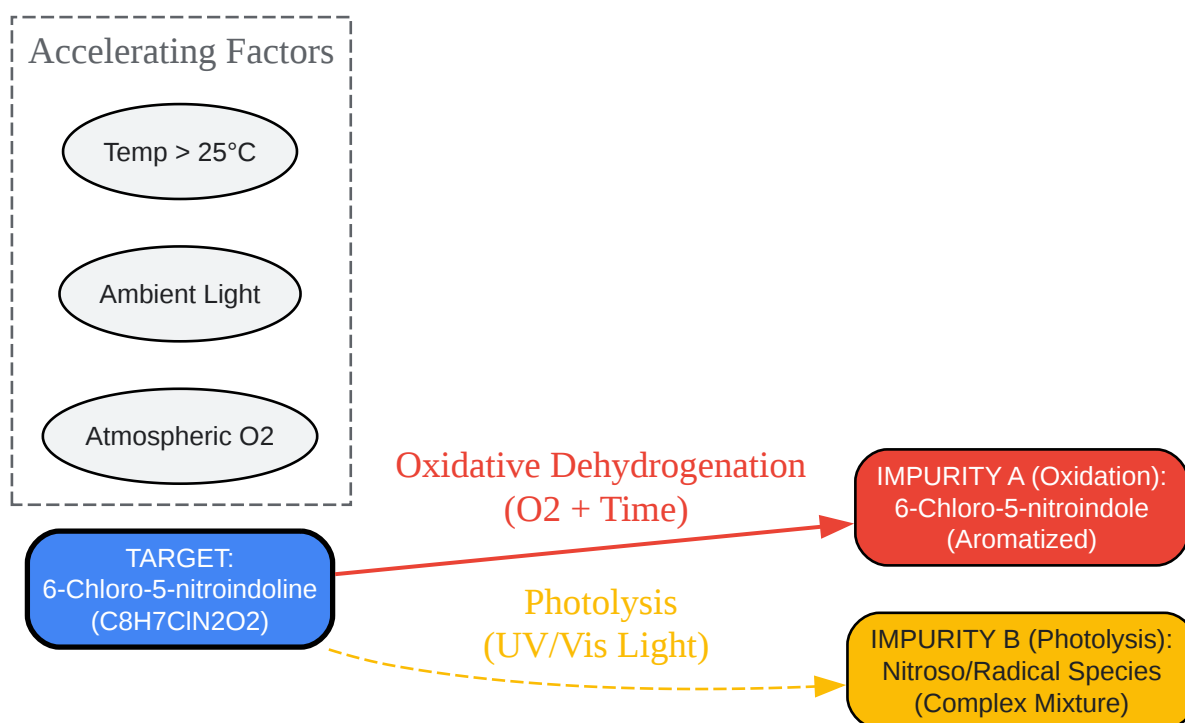 Accelerating Factors
Temp > 25°C
Ambient Light
Atmospheric O2
Oxidative Dehydrogenation
(O2 + Time)
IMPURITY A (Oxidation):
6-Chloro-5-nitroindole
(Aromatized)
TARGET:
6-Chloro-5-nitroindoline
(C8H7ClN2O2)
Photolysis
(UV/Vis Light)
IMPURITY B (Photolysis):
Nitroso/Radical Species
(Complex Mixture)